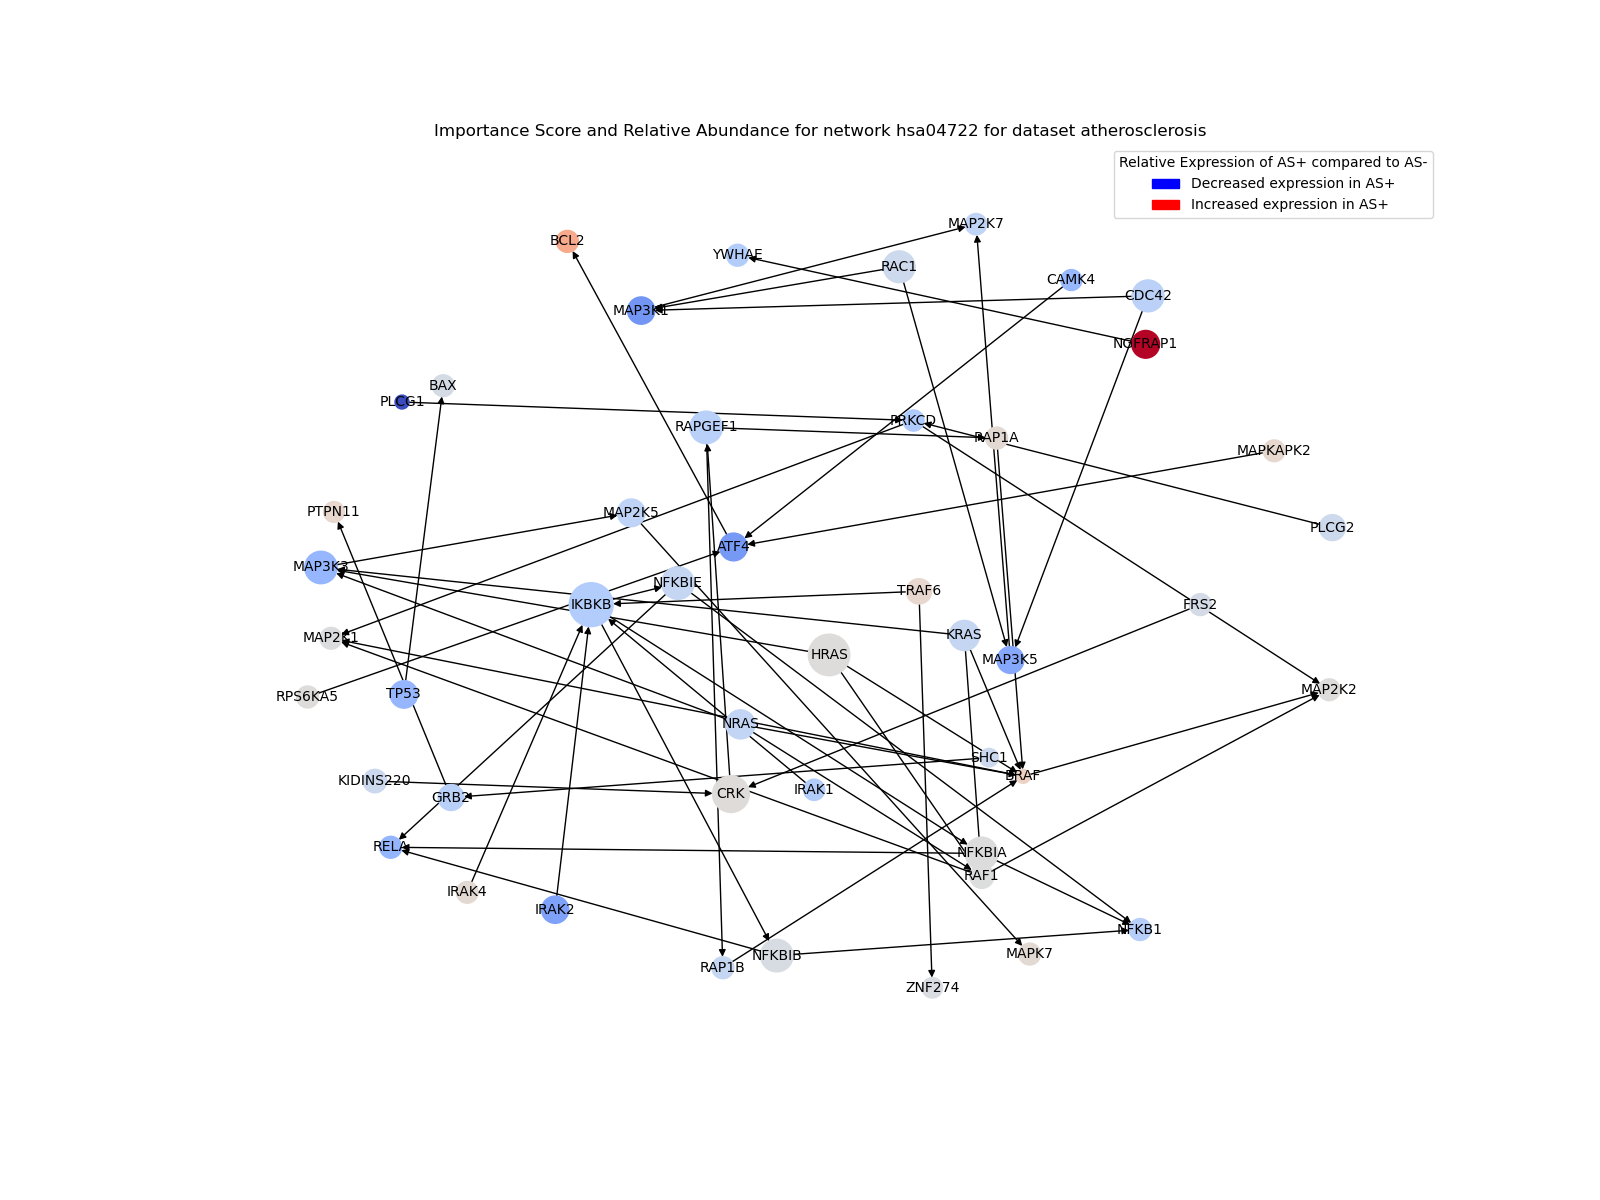 Importance Score and Relative Abundance for network hsa04722 for dataset atherosclerosis
Relative Expression of AS+ compared to AS-
Decreased expression in AS+
Increased expression in AS+
MAP2K7
BCL2
YWHAE
RAC1
CAMK4
CDC42
MAP3K1
NGFRAP1
BAX
PLCG1
PRKCD
RAPGEF1
RAP1A
MAPKAPK2
PTPN11
MAP2K5
PLCG2
ATF4
MAP3K3
NFKBIE
TRAF6
IKBKB
FRS2
MAP2K1
KRAS
HRAS
MAP3K5
MAP2K2
RPS6KA5
TP53
NRAS
SHC1
BRAF
KIDINS220
IRAK1
CRK
GRB2
RELA
NFKBIA
RAF1
IRAK4
IRAK2
NFKB1
MAPK7
NFKBIB
RAP1B
ZNF274